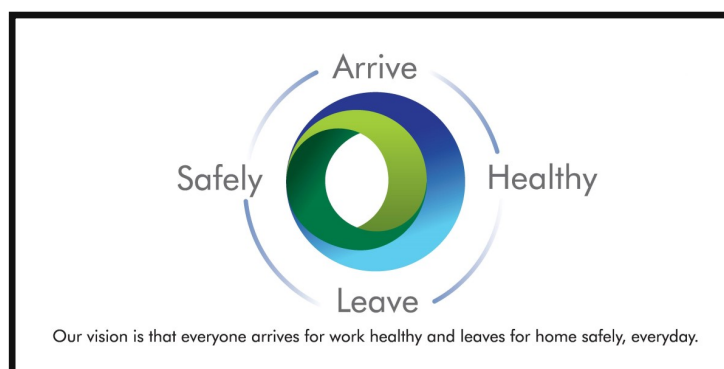 Arrive
Safely
Healthy
Leave
Our vision is that everyone arrives for work healthy and leaves for home safely, everyday.